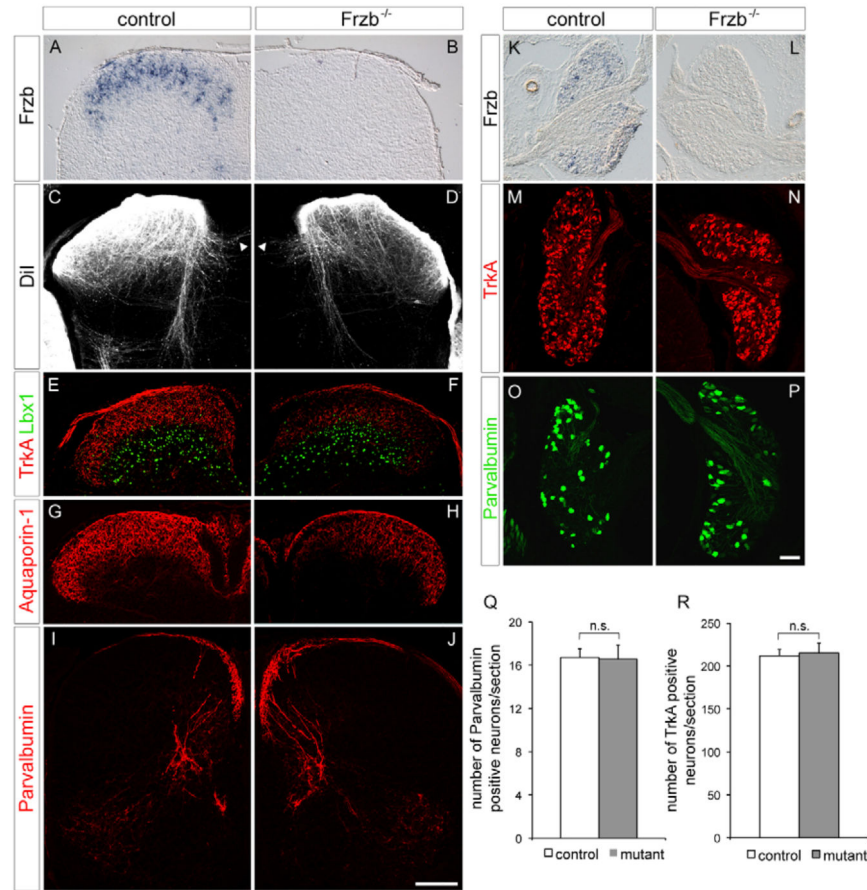 control
Frzb-/-
control
Frzb-/-
Frzb
A
B
DiI
C
D
TrkA Lbx1
E
F
Aquaporin-1
G
H
Parvalbumin
I
J
Frzb
K
L
TrkA
M
N
Parvalbumin
O
P
Q
n.s.
number of Parvalbumin
positive neurons/section
20
16
12
8
4
0
control
mutant
R
n.s.
number of TrkA positive
neurons/section
250
200
150
100
50
0
control
mutant